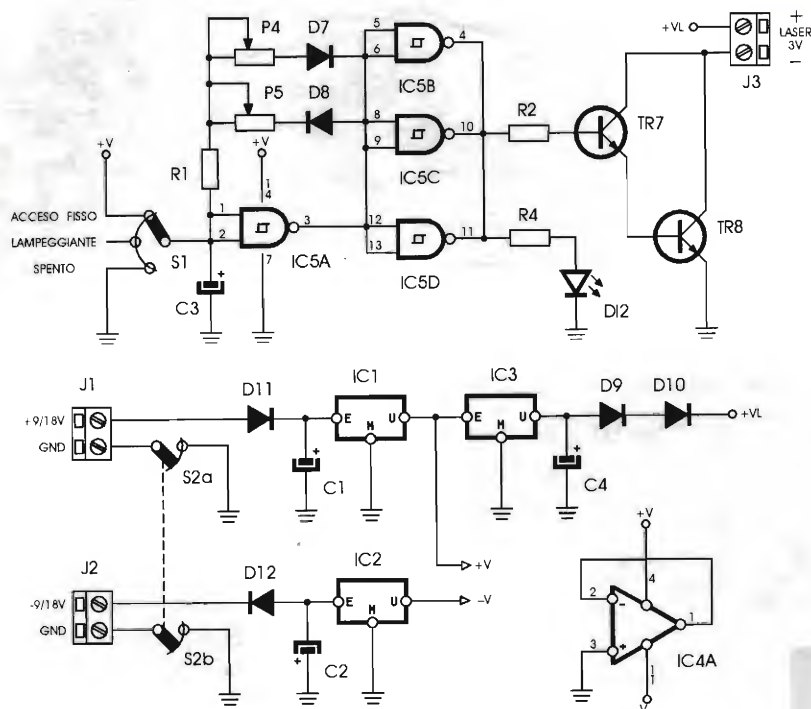 P4 D7 5 4 + +VL LASER 3V - J3
6 IC5B
P5 D8 8 10 R2 TR7
9 IC5C
+V +V
R1 1 4
ACCESO FISSO 1 3 12 11 R4 TR8
LAMPEGGIANTE 2 13
SPENTO S1 7 IC5A IC5D
C3 + DI2
J1 D11 IC1 IC3 D9 D10
+9/18V E U E U +VL
GND M M
S2a + C1 + C4
+V
J2 D12 IC2 +V
-9/18V E U -V 4
GND M 2 - 1
S2b + C2 3 + IC4A
11
V